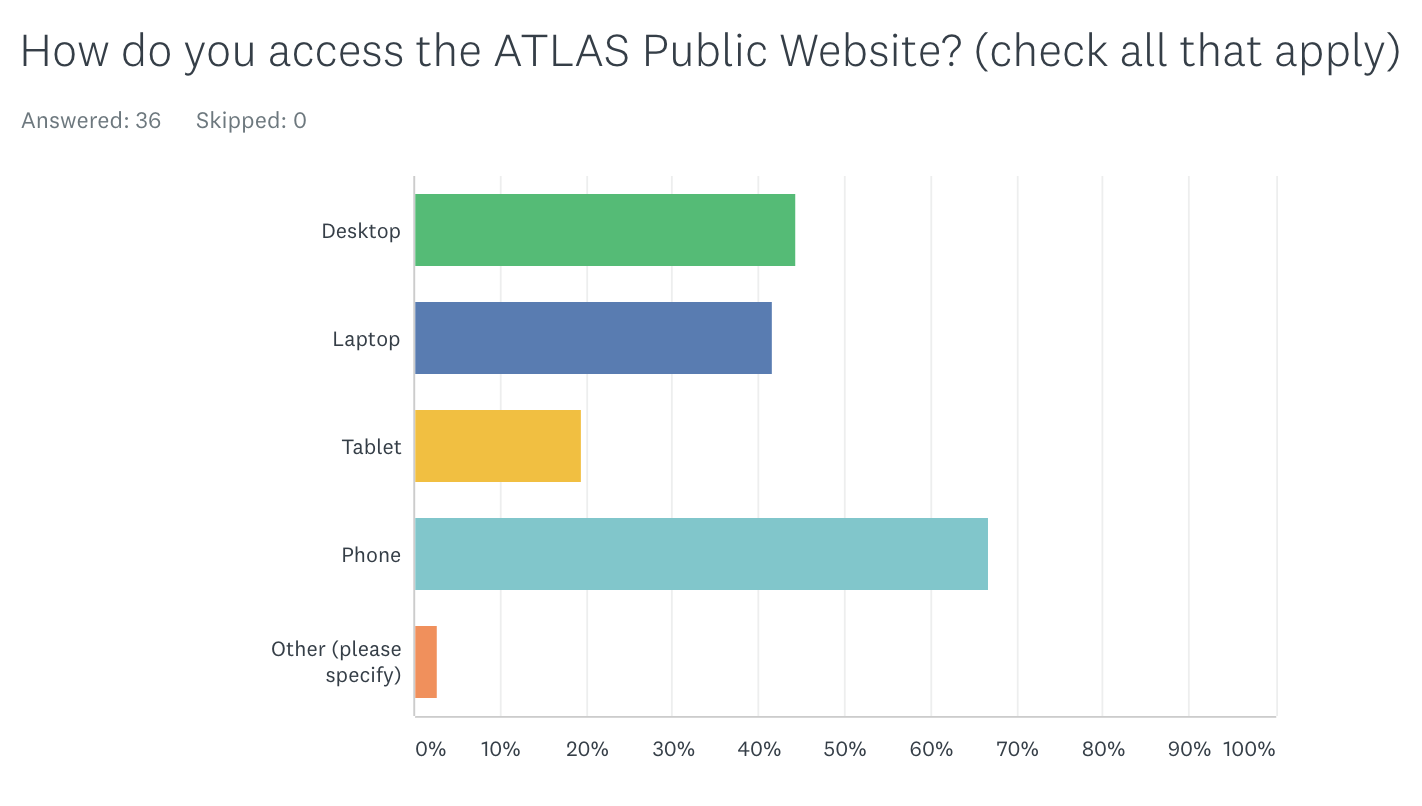 How do you access the ATLAS Public Website? (check all that apply)
Answered: 36 Skipped: 0
Desktop
Laptop
Tablet
Phone
Other (please
specify)
0% 10% 20% 30% 40% 50% 60% 70% 80% 90% 100%